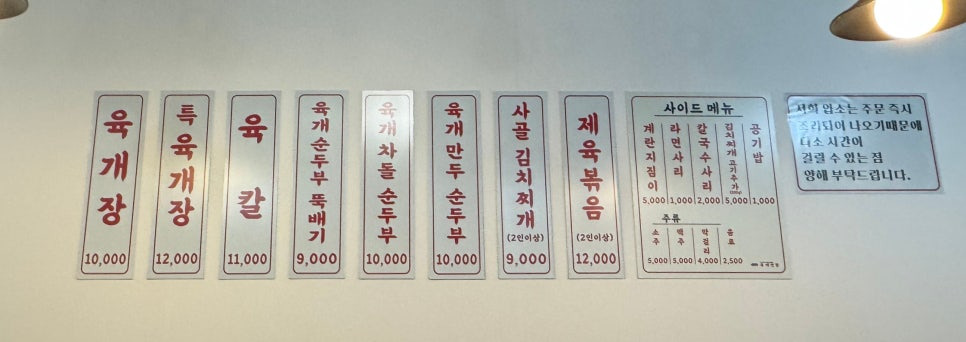 육개장
10,000
특 육개장
12,000
육칼
11,000
육개순두부 뚝배기
9,000
육개 차돌 순두부
10,000
육개 만두 순두부
10,000
사골 김치찌개
(2인이상)
9,000
제육볶음
(2인이상)
12,000
사이드 메뉴
계란지짐이
5,000
라면사리
1,000
칼국수사리
2,000
김치찌개 고기추가
5,000
공기밥
1,000
주류
소주
5,000
맥주
5,000
막걸리
4,000
음료
2,500
저희 업소는 주문 즉시
조리되어 나오기때문에
다소 시간이
걸릴 수 있는 점
양해 부탁드립니다.